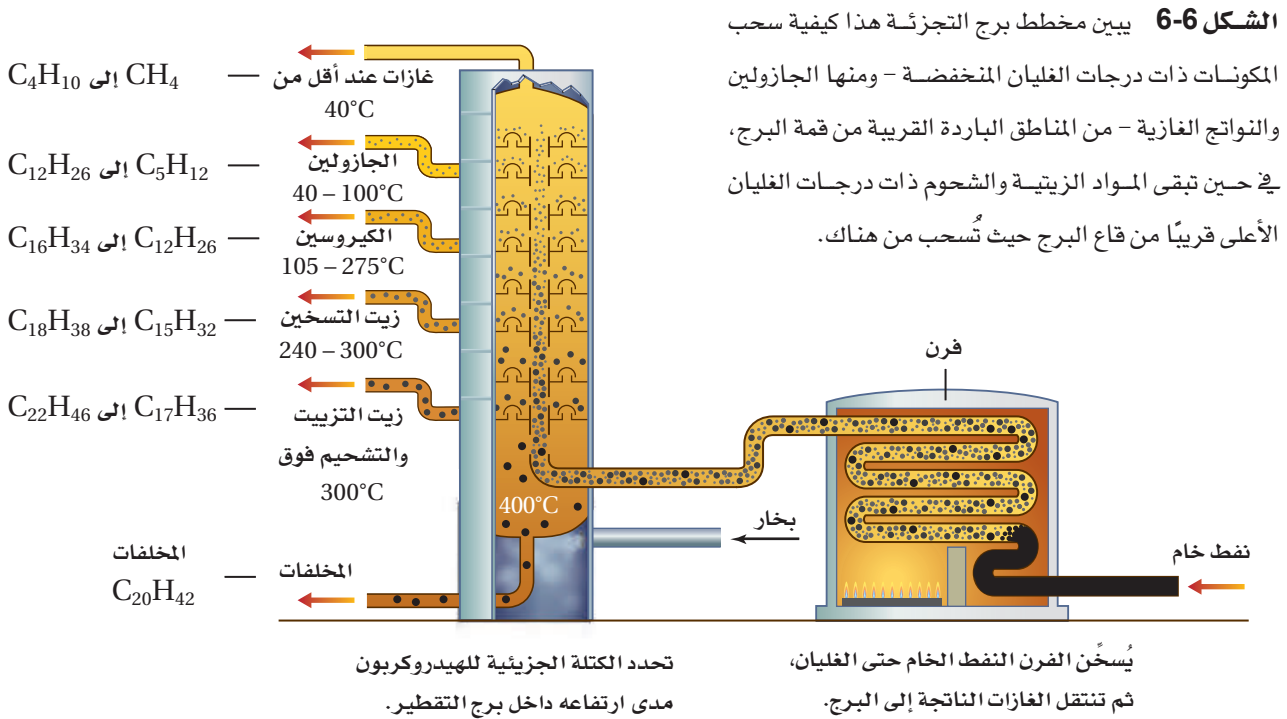 الشكل 6-6 يبين مخطط برج التجزئة هذا كيفية سحب
المكونات ذات درجات الغليان المنخفضة – ومنها الجازولين
والنواتج الغازية – من المناطق الباردة القريبة من قمة البرج،
في حين تبقى المواد الزيتية والشحوم ذات درجات الغليان
الأعلى قريبًا من قاع البرج حيث تُسحب من هناك.
غازات عند أقل من — CH₄ إلى C₄H₁₀
40°C
الجازولين — C₅H₁₂ إلى C₁₂H₂₆
40 – 100°C
الكيروسين — C₁₂H₂₆ إلى C₁₆H₃₄
105 – 275°C
زيت التسخين — C₁₅H₃₂ إلى C₁₈H₃₈
240 – 300°C
زيت التزييت — C₁₇H₃₆ إلى C₂₂H₄₆
والتشحيم فوق
300°C
400°C
فرن
بخار
نفط خام
المخلفات — المخلفات
C₂₀H₄₂
يُسخِّن الفرن النفط الخام حتى الغليان،
ثم تنتقل الغازات الناتجة إلى البرج.
تحدد الكتلة الجزيئية للهيدروكربون
مدى ارتفاعه داخل برج التقطير.